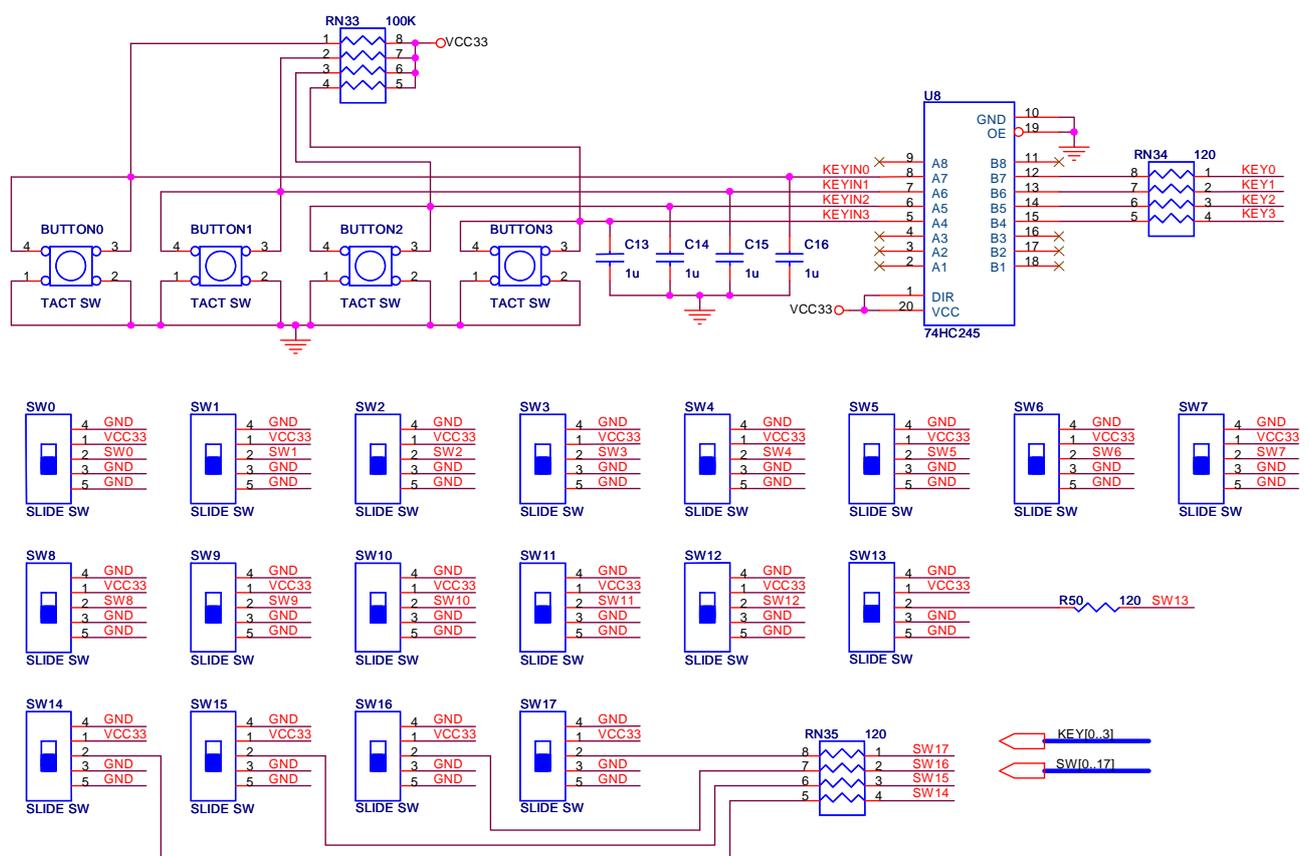 RN33 100K
1 8 VCC33
2 7
3 6
4 5
U8
GND 10
OE 19
RN34 120
9 A8 B8 11
KEYIN0 8 A7 B7 12 8 1 KEY0
KEYIN1 7 A6 B6 13 7 2 KEY1
KEYIN2 6 A5 B5 14 6 3 KEY2
KEYIN3 5 A4 B4 15 5 4 KEY3
4 A3 B3 16
3 A2 B2 17
2 A1 B1 18
1 DIR
VCC33 20 VCC
74HC245
BUTTON0 BUTTON1 BUTTON2 BUTTON3
4 3 4 3 4 3 4 3
1 2 1 2 1 2 1 2
TACT SW TACT SW TACT SW TACT SW
C13 C14 C15 C16
1u 1u 1u 1u
SW0 SW1 SW2 SW3 SW4 SW5 SW6 SW7
4 GND 4 GND 4 GND 4 GND 4 GND 4 GND 4 GND 4 GND
1 VCC33 1 VCC33 1 VCC33 1 VCC33 1 VCC33 1 VCC33 1 VCC33 1 VCC33
2 SW0 2 SW1 2 SW2 2 SW3 2 SW4 2 SW5 2 SW6 2 SW7
3 GND 3 GND 3 GND 3 GND 3 GND 3 GND 3 GND 3 GND
5 GND 5 GND 5 GND 5 GND 5 GND 5 GND 5 GND 5 GND
SLIDE SW SLIDE SW SLIDE SW SLIDE SW SLIDE SW SLIDE SW SLIDE SW SLIDE SW
SW8 SW9 SW10 SW11 SW12 SW13
4 GND 4 GND 4 GND 4 GND 4 GND 4 GND
1 VCC33 1 VCC33 1 VCC33 1 VCC33 1 VCC33 1 VCC33
2 SW8 2 SW9 2 SW10 2 SW11 2 SW12 2 R50 120 SW13
3 GND 3 GND 3 GND 3 GND 3 GND 3 GND
5 GND 5 GND 5 GND 5 GND 5 GND 5 GND
SLIDE SW SLIDE SW SLIDE SW SLIDE SW SLIDE SW SLIDE SW
SW14 SW15 SW16 SW17
4 GND 4 GND 4 GND 4 GND
1 VCC33 1 VCC33 1 VCC33 1 VCC33
2 2 2 2
3 GND 3 GND 3 GND 3 GND
5 GND 5 GND 5 GND 5 GND
SLIDE SW SLIDE SW SLIDE SW SLIDE SW
RN35 120
8 1 SW17
7 2 SW16
6 3 SW15
5 4 SW14
KEY[0..3]
SW[0..17]